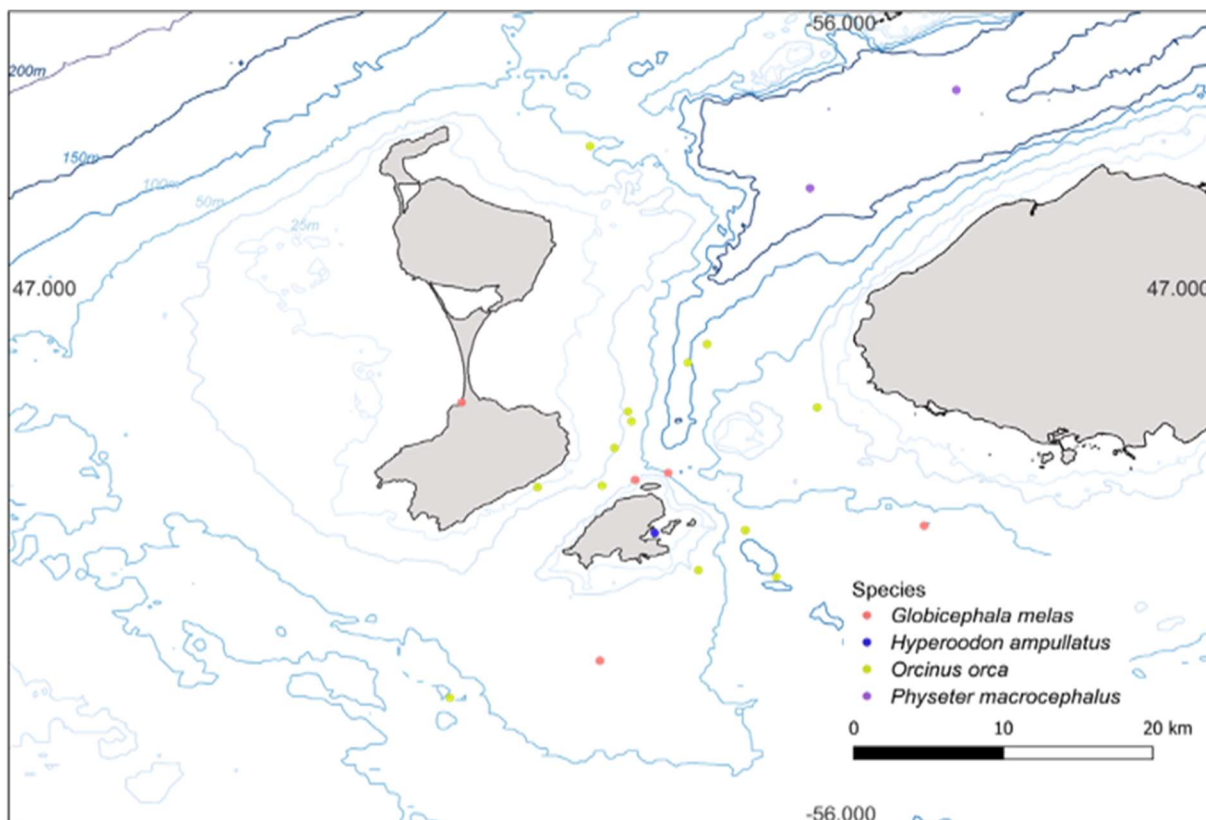 -56.000
200m
150m
100m
50m
25m
47.000
47.000
Species
Globicephala melas
Hyperoodon ampullatus
Orcinus orca
Physeter macrocephalus
0 10 20 km
-56.000